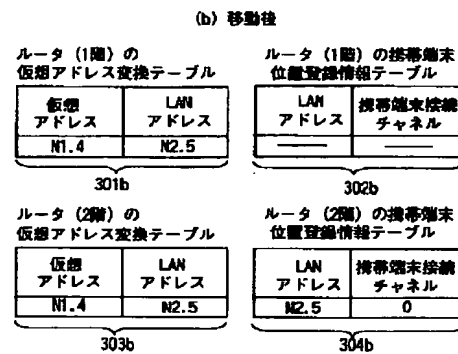 (b) 移動後
ルータ (1階) の
仮想アドレス変換テーブル
仮想
アドレス
LAN
アドレス
N1.4
N2.5
301b
ルータ (1階) の携帯端末
位置登録情報テーブル
LAN
アドレス
携帯端末接続
チャネル
302b
ルータ (2階) の
仮想アドレス変換テーブル
仮想
アドレス
LAN
アドレス
N1.4
N2.5
303b
ルータ (2階) の携帯端末
位置登録情報テーブル
LAN
アドレス
携帯端末接続
チャネル
N2.5
0
304b